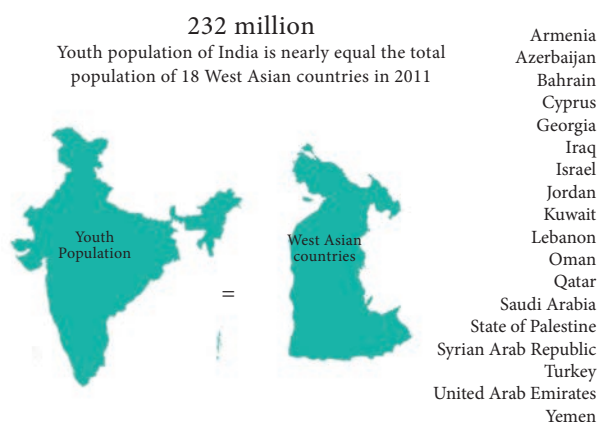 232 million
Youth population of India is nearly equal the total
population of 18 West Asian countries in 2011
Youth
Population
=
West Asian
countries
Armenia
Azerbaijan
Bahrain
Cyprus
Georgia
Iraq
Israel
Jordan
Kuwait
Lebanon
Oman
Qatar
Saudi Arabia
State of Palestine
Syrian Arab Republic
Turkey
United Arab Emirates
Yemen